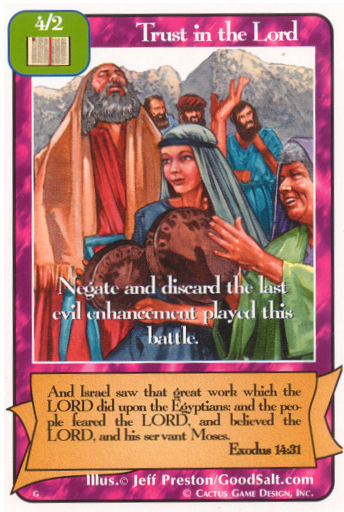 4/2
Trust in the Lord
Negate and discard the last
evil enhancement played this
battle.
And Israel saw that great work which the
LORD did upon the Egyptians: and the peo-
ple feared the LORD, and believed the
LORD, and his servant Moses.
Exodus 14:31
Illus.© Jeff Preston/GoodSalt.com
G
© CACTUS GAME DESIGN, INC.